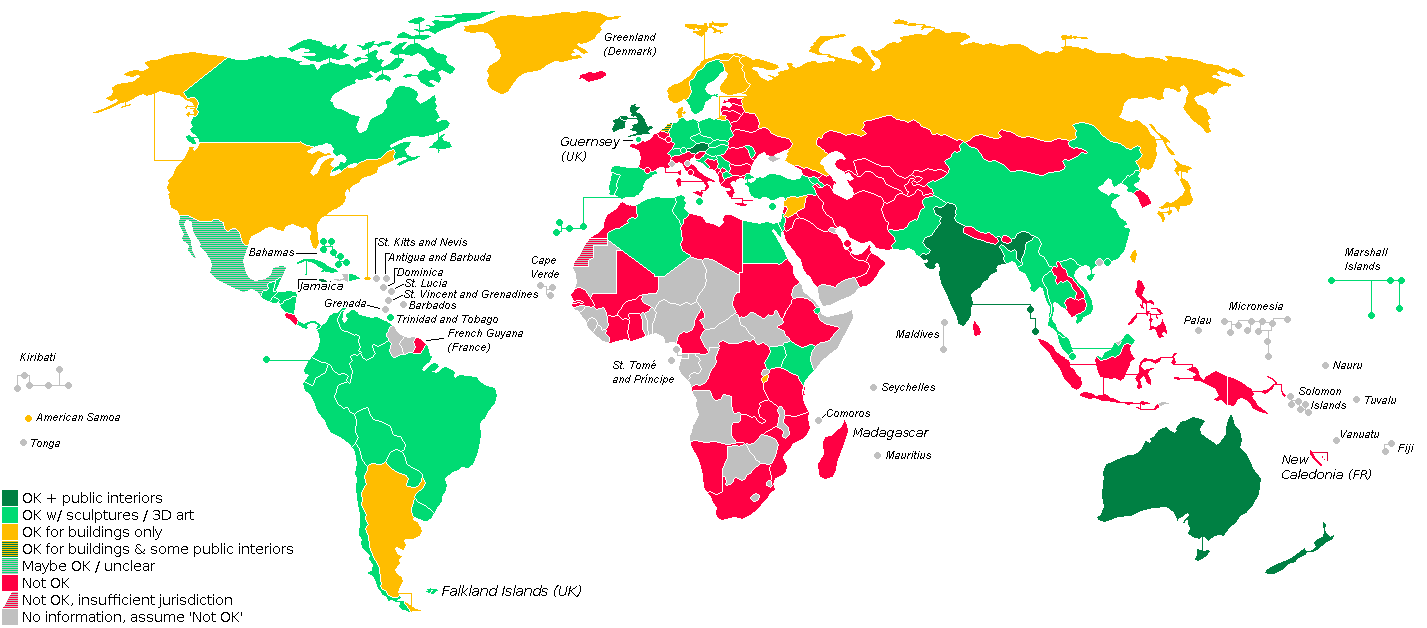 Greenland
(Denmark)
Guernsey
(UK)
Bahamas
Jamaica
St. Kitts and Nevis
Antigua and Barbuda
Dominica
St. Lucia
St. Vincent and Grenadines
Grenada
Barbados
Trinidad and Tobago
French Guyana
(France)
Cape
Verde
St. Tomé
and Príncipe
Maldives
Seychelles
Comoros
Madagascar
Mauritius
Marshall
Islands
Micronesia
Palau
Nauru
Solomon
Islands
Tuvalu
Vanuatu
Fiji
New
Caledonia (FR)
Kiribati
American Samoa
Tonga
Falkland Islands (UK)
OK + public interiors
OK w/ sculptures / 3D art
OK for buildings only
OK for buildings & some public interiors
Maybe OK / unclear
Not OK
Not OK, insufficient jurisdiction
No information, assume 'Not OK'